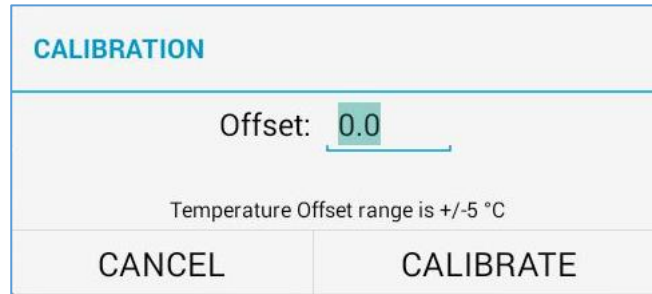 CALIBRATION
Offset: 0.0
Temperature Offset range is +/-5 °C
CANCEL CALIBRATE